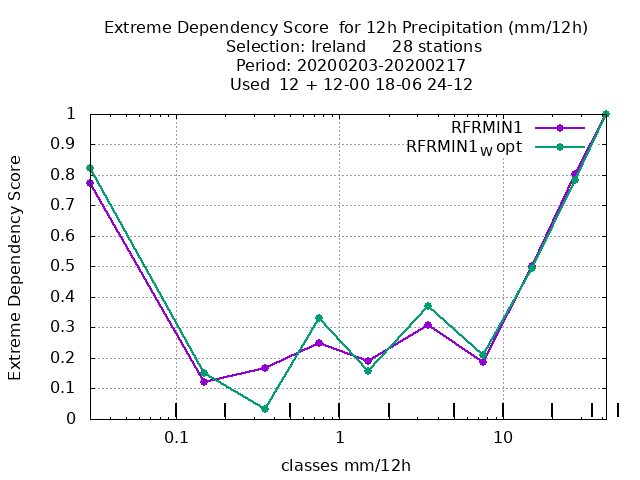 Extreme Dependency Score  for 12h Precipitation (mm/12h)
Selection: Ireland     28 stations
Period: 20200203-20200217
Used  12 + 12-00 18-06 24-12
RFRMIN1
RFRMIN1W opt
1
0.9
0.8
0.7
0.6
0.5
0.4
0.3
0.2
0.1
0
Extreme Dependency Score
0.1 1 10
classes mm/12h